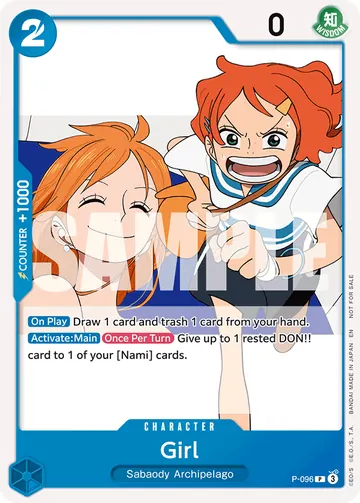 2
0
知
WISDOM
COUNTER +1000
SAMPLE
On Play Draw 1 card and trash 1 card from your hand.
Activate:Main Once Per Turn Give up to 1 rested DON!!
card to 1 of your [Nami] cards.
CHARACTER
Girl
Sabaody Archipelago
P-096 P 3
©E/S ©E.O./S., T.A. BANDAI MADE IN JAPAN EN NOT FOR SALE